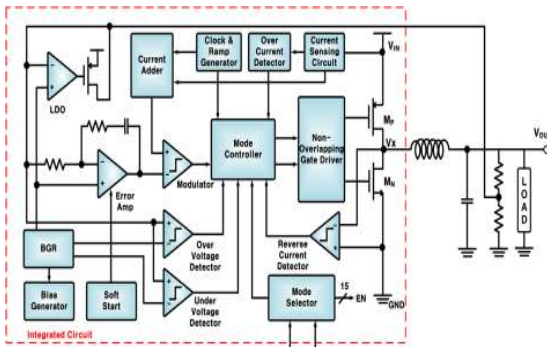 Current
Adder
Clock &
Ramp
Generator
Over
Current
Detector
Current
Sensing
Circuit
VIN
LDO
MP
VX
Mode
Controller
Non-
Overlapping
Gate Driver
VOU
MN
Modulator
Error
Amp
LOAD
BGR
Over
Voltage
Detector
Reverse
Current
Detector
Bias
Generator
Soft
Start
Under
Voltage
Detector
Mode
Selector
15
EN
GND
Integrated Circuit